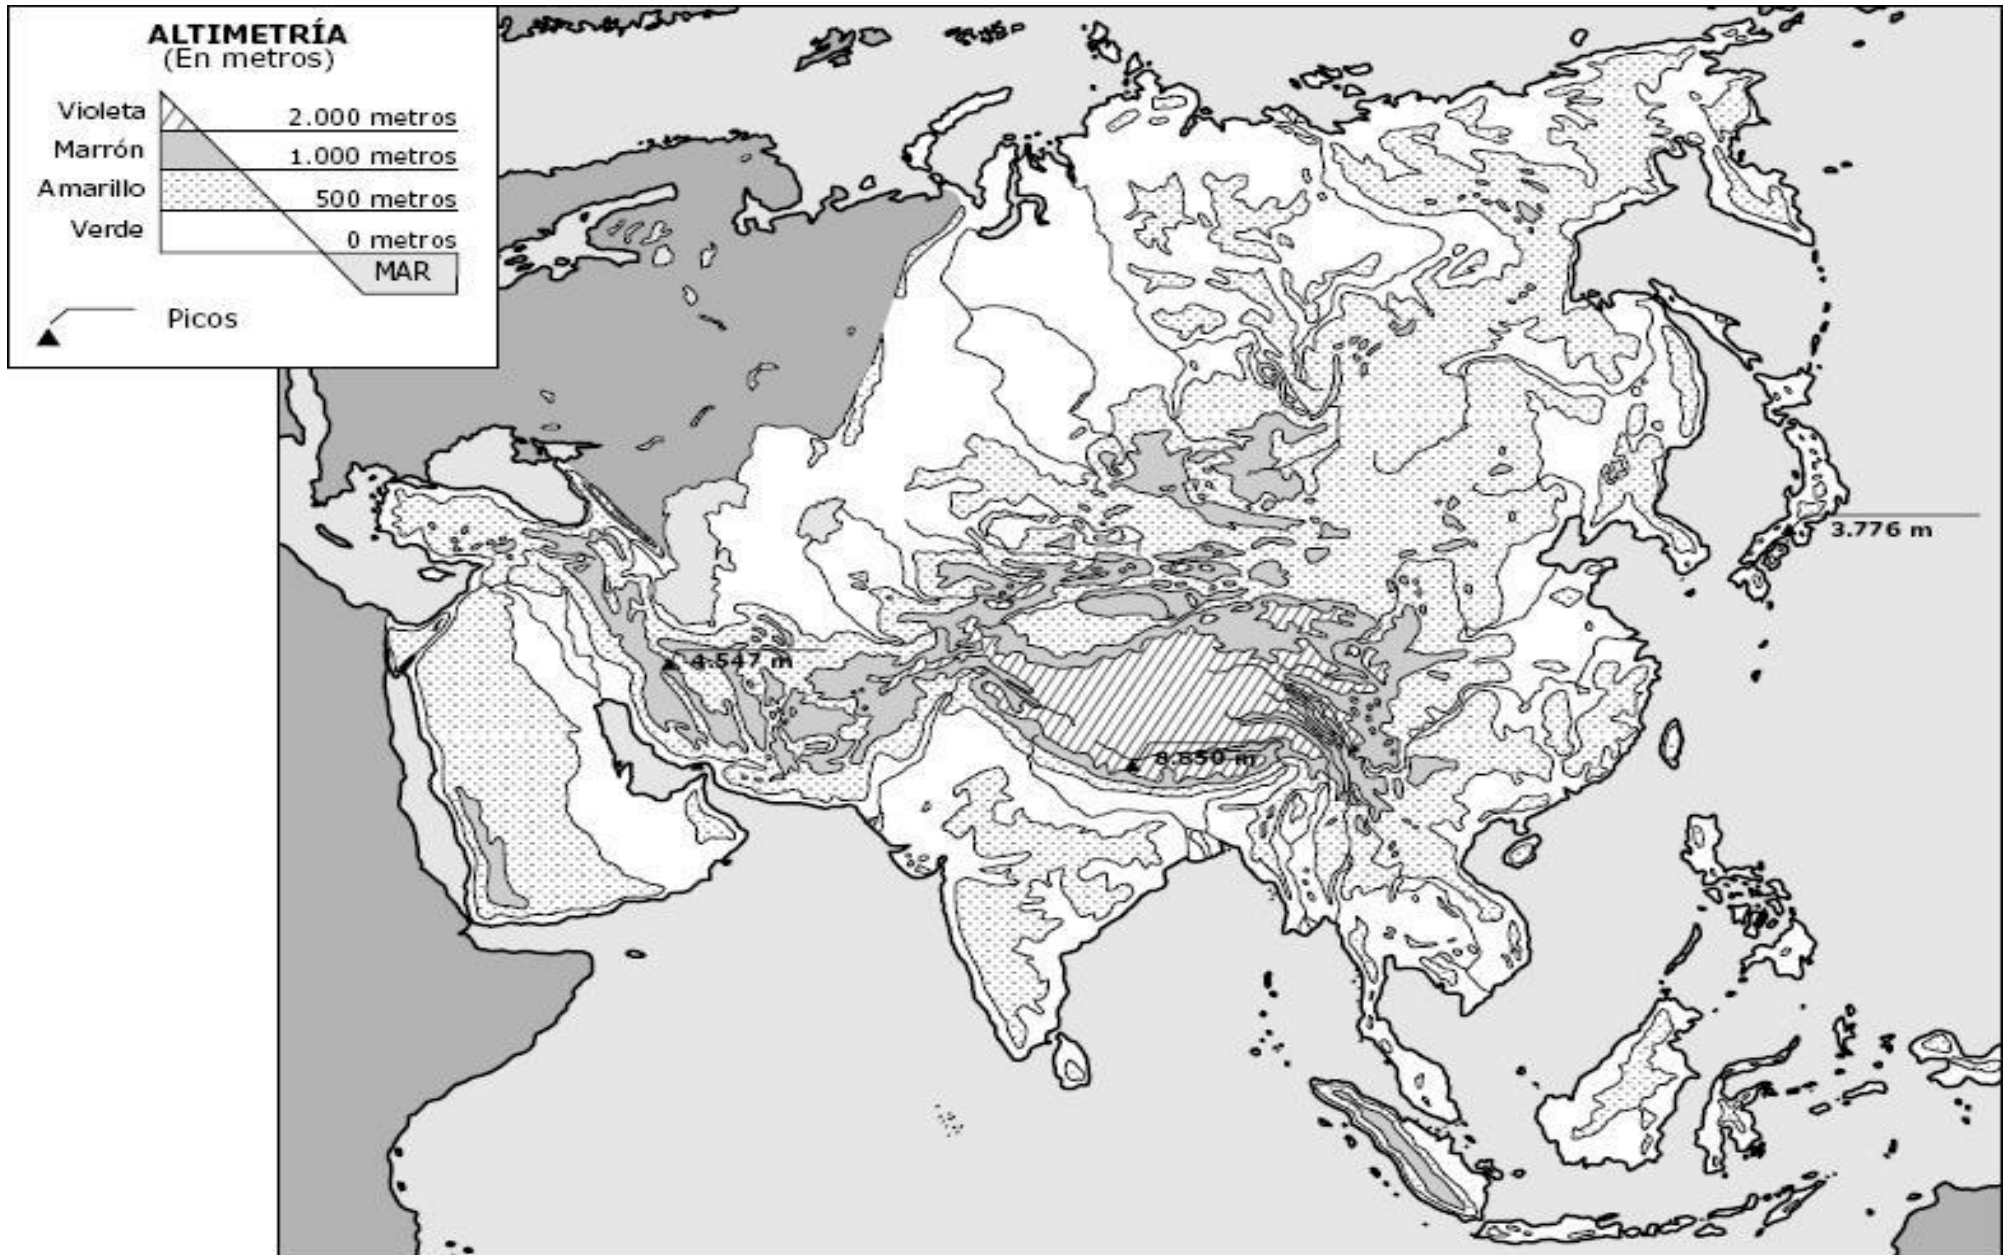 ALTIMETRÍA
(En metros)
Violeta
2.000 metros
Marrón
1.000 metros
Amarillo
500 metros
Verde
0 metros
MAR
Picos
3.776 m
4.547 m
8.850 m